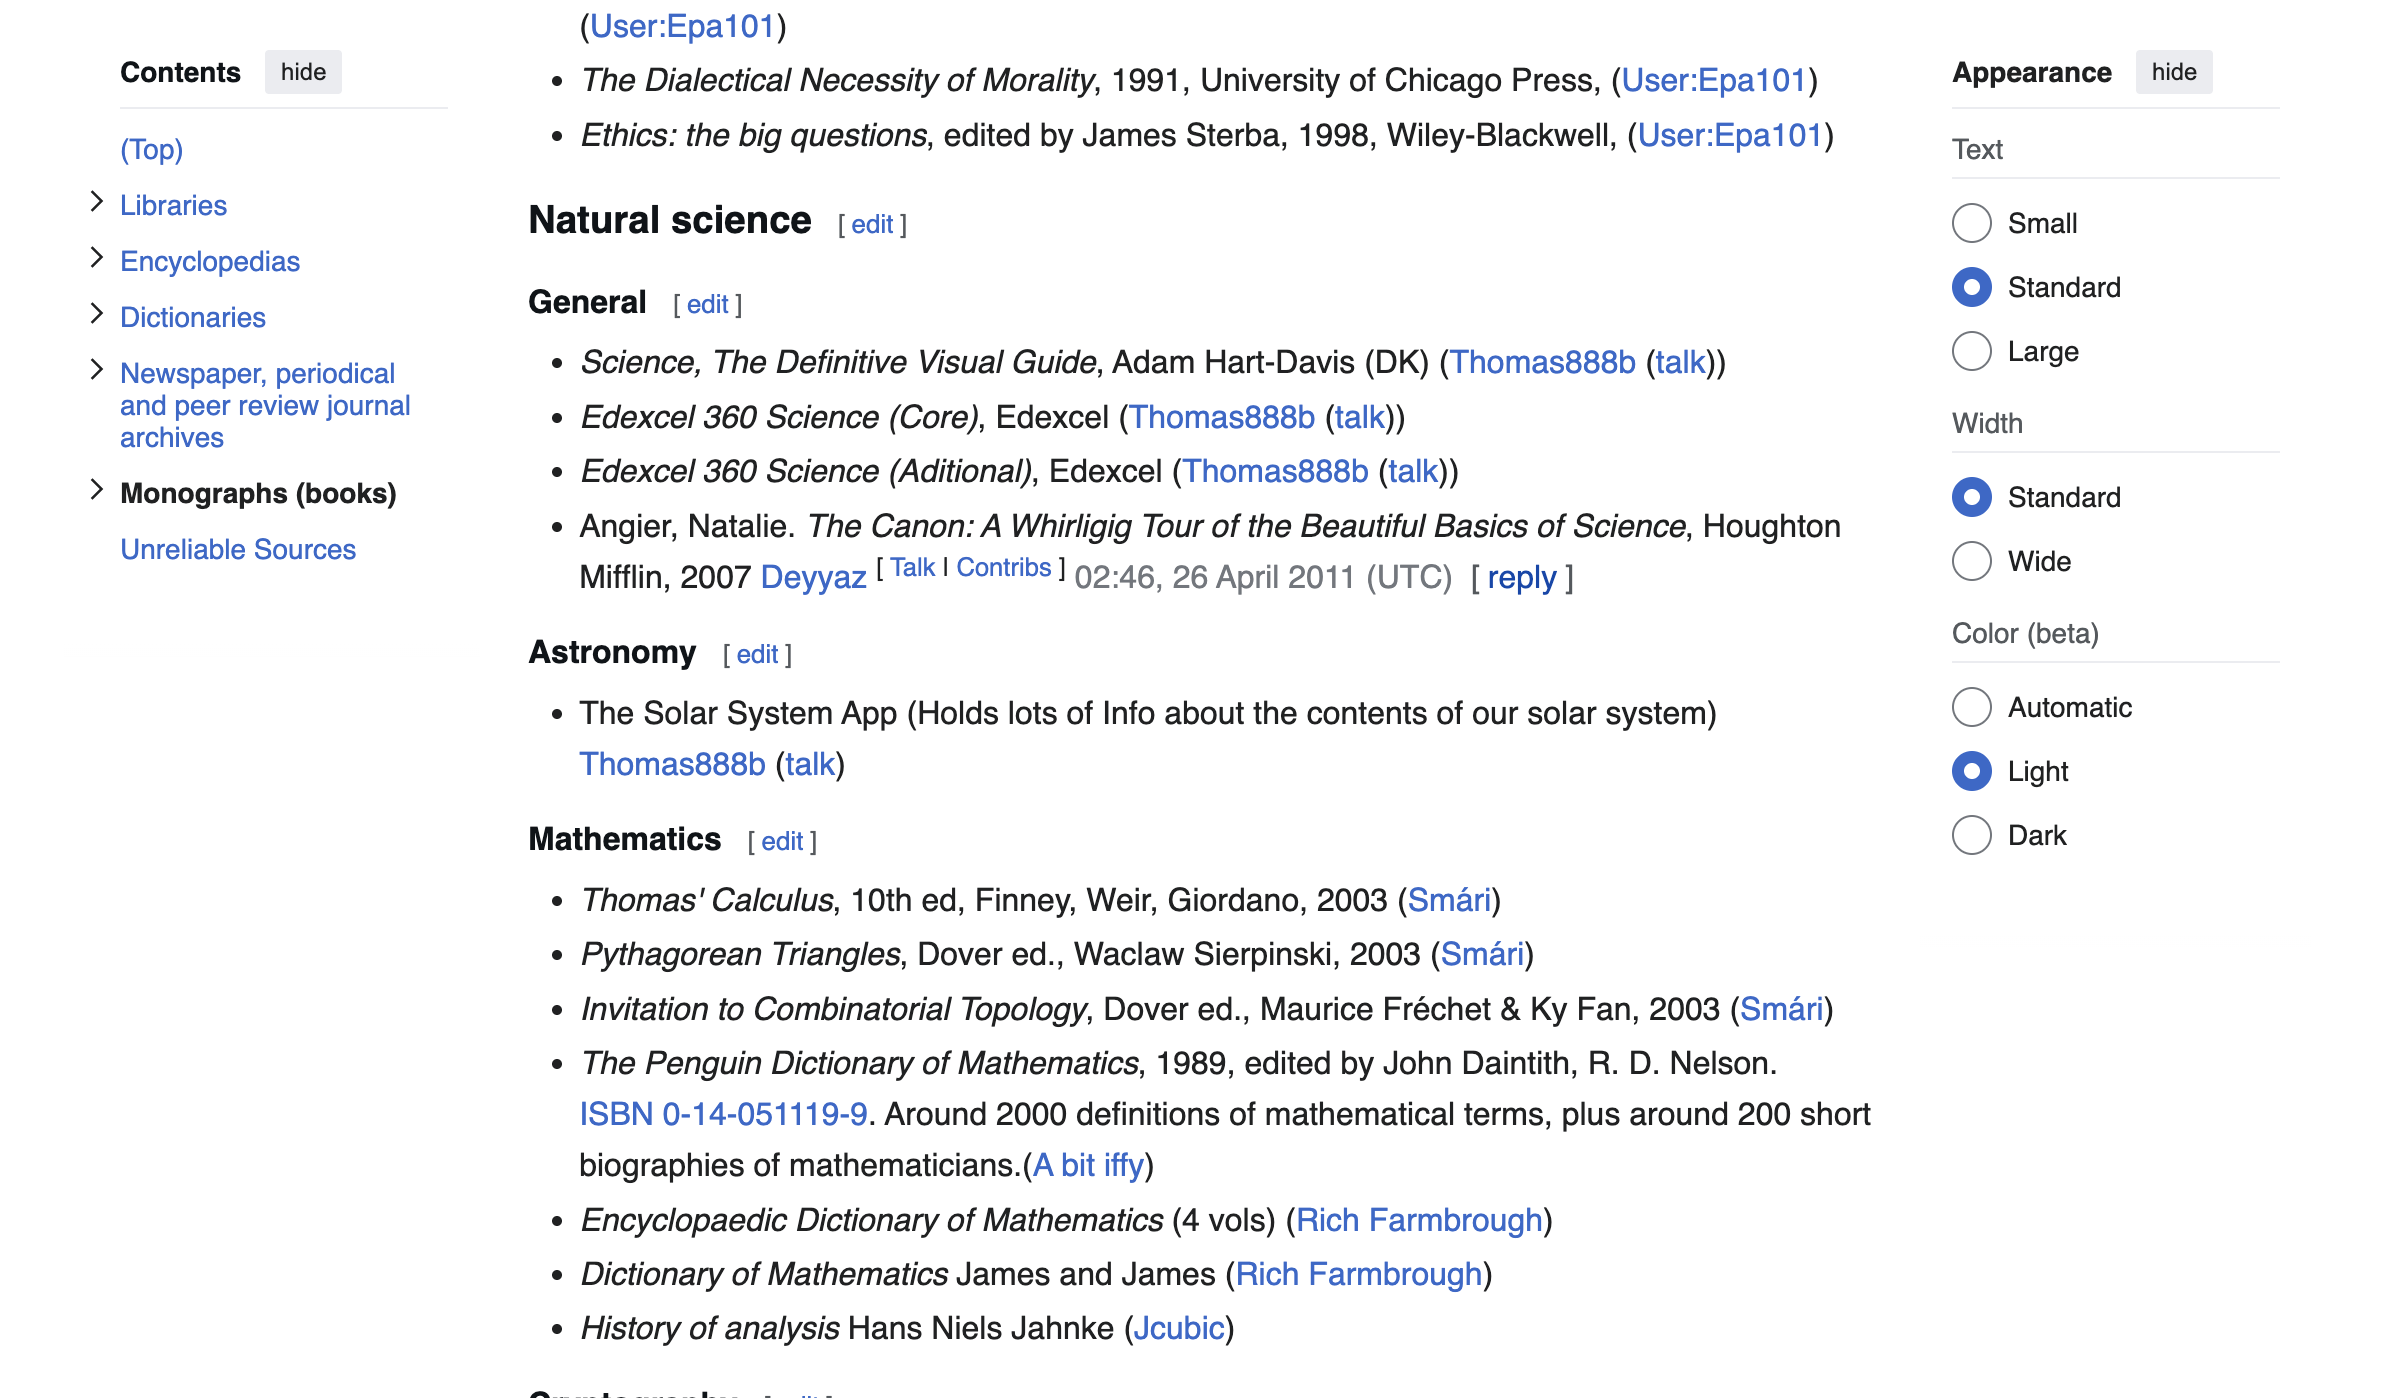 Contents hide
(Top)
Libraries
Encyclopedias
Dictionaries
Newspaper, periodical
and peer review journal
archives
Monographs (books)
Unreliable Sources
(User:Epa101)
• The Dialectical Necessity of Morality, 1991, University of Chicago Press, (User:Epa101)
• Ethics: the big questions, edited by James Sterba, 1998, Wiley-Blackwell, (User:Epa101)
Natural science [ edit ]
General [ edit ]
• Science, The Definitive Visual Guide, Adam Hart-Davis (DK) (Thomas888b (talk))
• Edexcel 360 Science (Core), Edexcel (Thomas888b (talk))
• Edexcel 360 Science (Aditional), Edexcel (Thomas888b (talk))
• Angier, Natalie. The Canon: A Whirligig Tour of the Beautiful Basics of Science, Houghton
Mifflin, 2007 Deyyaz [ Talk | Contribs ] 02:46, 26 April 2011 (UTC) [ reply ]
Astronomy [ edit ]
• The Solar System App (Holds lots of Info about the contents of our solar system)
Thomas888b (talk)
Mathematics [ edit ]
• Thomas' Calculus, 10th ed, Finney, Weir, Giordano, 2003 (Smári)
• Pythagorean Triangles, Dover ed., Waclaw Sierpinski, 2003 (Smári)
• Invitation to Combinatorial Topology, Dover ed., Maurice Fréchet & Ky Fan, 2003 (Smári)
• The Penguin Dictionary of Mathematics, 1989, edited by John Daintith, R. D. Nelson.
ISBN 0-14-051119-9. Around 2000 definitions of mathematical terms, plus around 200 short
biographies of mathematicians.(A bit iffy)
• Encyclopaedic Dictionary of Mathematics (4 vols) (Rich Farmbrough)
• Dictionary of Mathematics James and James (Rich Farmbrough)
• History of analysis Hans Niels Jahnke (Jcubic)
Appearance hide
Text
Small
Standard
Large
Width
Standard
Wide
Color (beta)
Automatic
Light
Dark